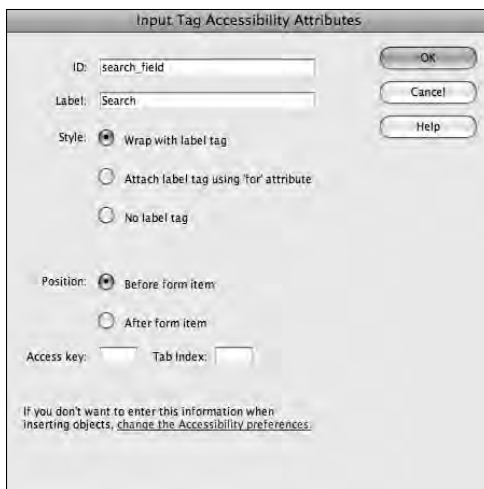 Input Tag Accessibility Attributes
ID: search_field
OK
Label: Search
Cancel
Style: Wrap with label tag
Help
Attach label tag using 'for' attribute
No label tag
Position: Before form item
After form item
Access key: Tab Index:
If you don't want to enter this information when
inserting objects, change the Accessibility preferences.